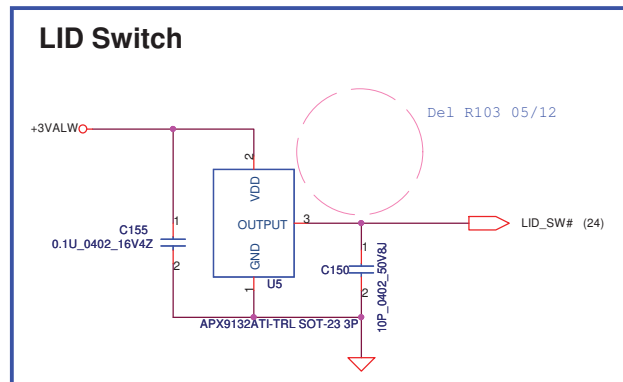 LID Switch
Del R103 05/12
+3VALW
2
VDD
1
C155
0.1U_0402_16V4Z
2
OUTPUT
3
LID_SW# (24)
GND
1
U5
1
C150
2
10P_0402_50V8J
APX9132ATI-TRL SOT-23 3P